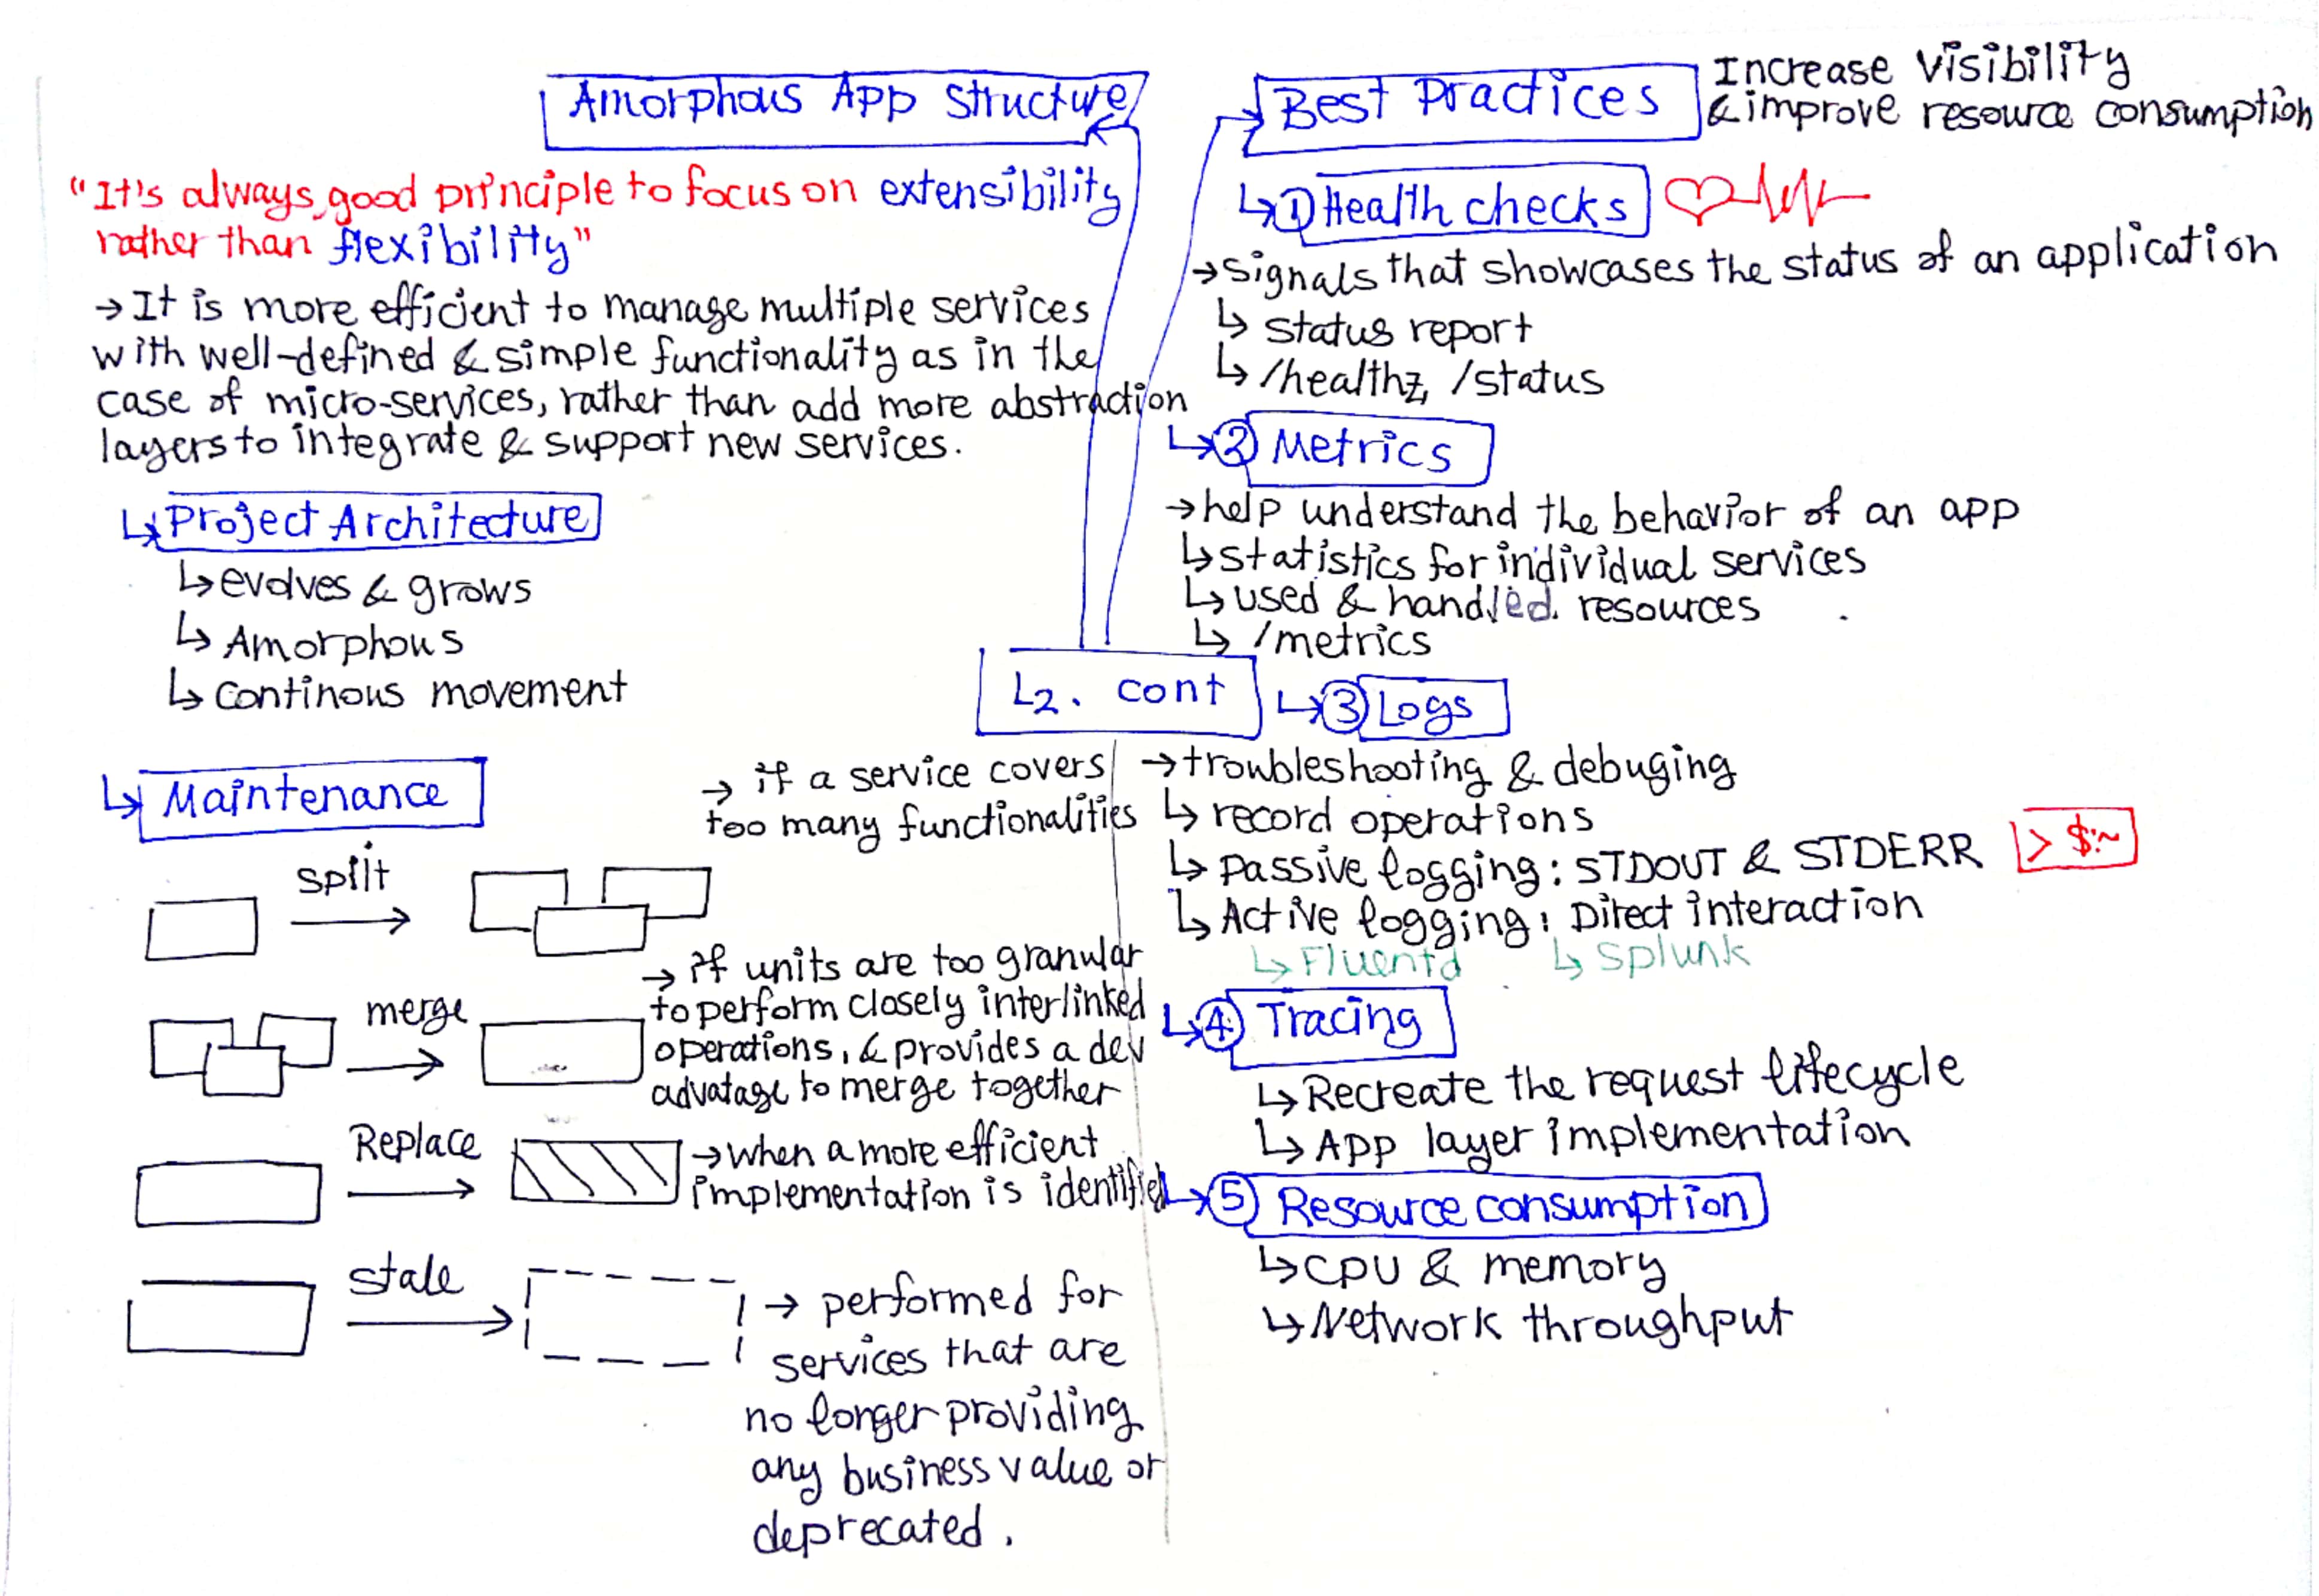 Amorphous App Structure
"It's always good principle to focus on extensibility
rather than flexibility"
→ It is more efficient to manage multiple services
with well-defined & simple functionality as in the
case of micro-services, rather than add more abstraction
layers to integrate & support new services.
↳ Project Architecture
↳ evolves & grows
↳ Amorphous
↳ continous movement
↳ Maintenance
split
→ if a service covers
too many functionalities
merge
→ if units are too granular
to perform closely interlinked
operations, & provides a dev
advatage to merge together
Replace
→ when a more efficient
implementation is identified
stale
→ performed for
services that are
no longer providing
any business value or
deprecated.
L2. cont
Best Practices
Increase visibility
& improve resource consumption
↳ 1 Health checks
→ signals that showcases the status of an application
↳ status report
↳ /healthz, /status
↳ 2 Metrics
→ help understand the behavior of an app
↳ statistics for individual services
↳ used & handled. resources
↳ /metrics
↳ 3 Logs
→ troubleshooting & debuging
↳ record operations
↳ Passive logging: STDOUT & STDERR
> $:~
↳ Active logging: Direct interaction
↳ Fluentd ↳ Splunk
↳ 4 Tracing
↳ Recreate the request lifecycle
↳ App layer implementation
↳ 5 Resource consumption
↳ CPU & memory
↳ Network throughput